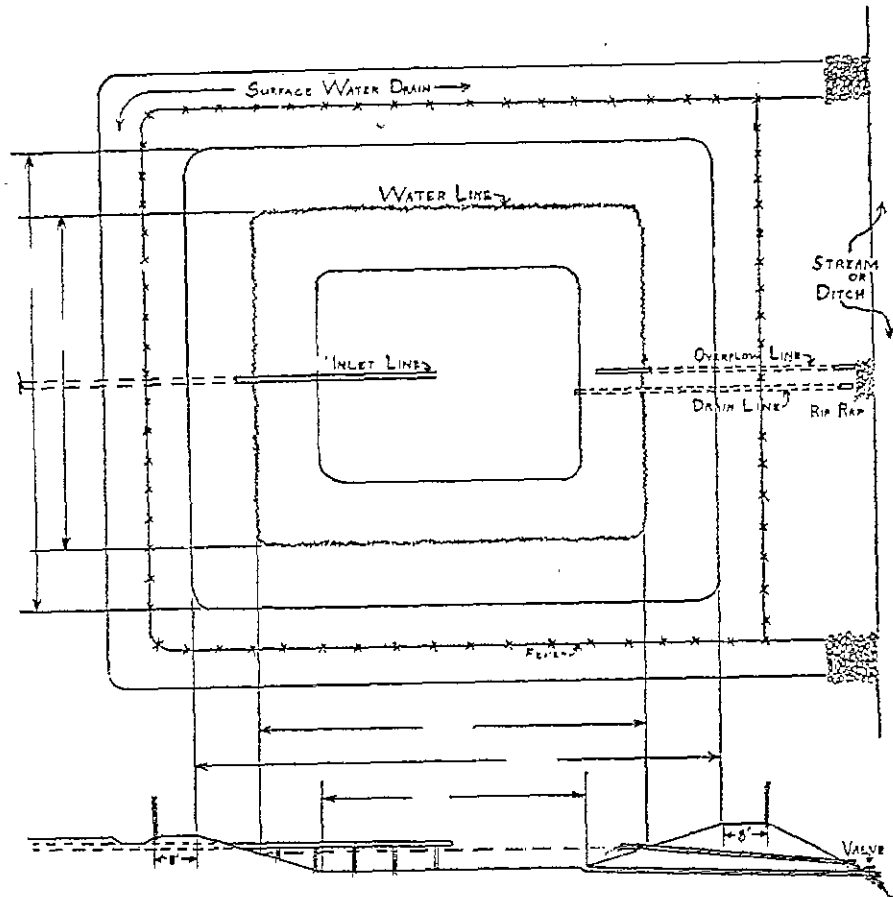 SURFACE WATER DRAIN
WATER LINE
STREAM
OR
DITCH
INLET LINE
OVERFLOW LINE
DRAIN LINE
RIP RAP
FENCE
8'
8'
VALVE